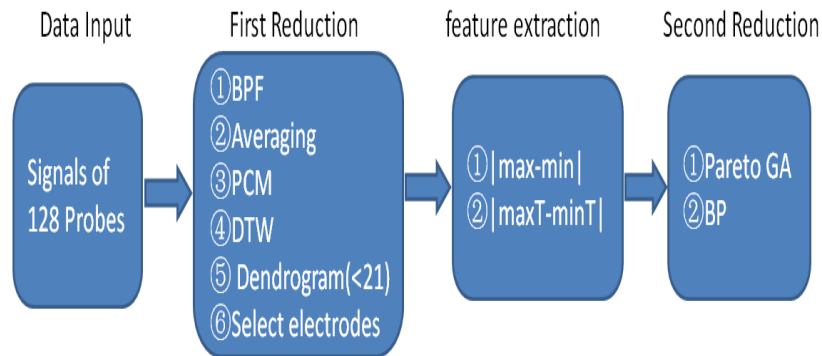 Data Input
First Reduction
feature extraction
Second Reduction
Signals of
128 Probes
①BPF
②Averaging
③PCM
④DTW
⑤ Dendrogram(<21)
⑥Select electrodes
①|max-min|
②|maxT-minT|
①Pareto GA
②BP